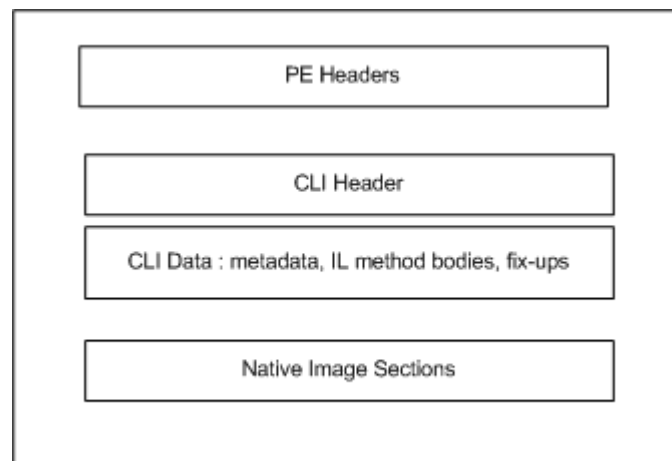 PE Headers
CLI Header
CLI Data : metadata, IL method bodies, fix-ups
Native Image Sections